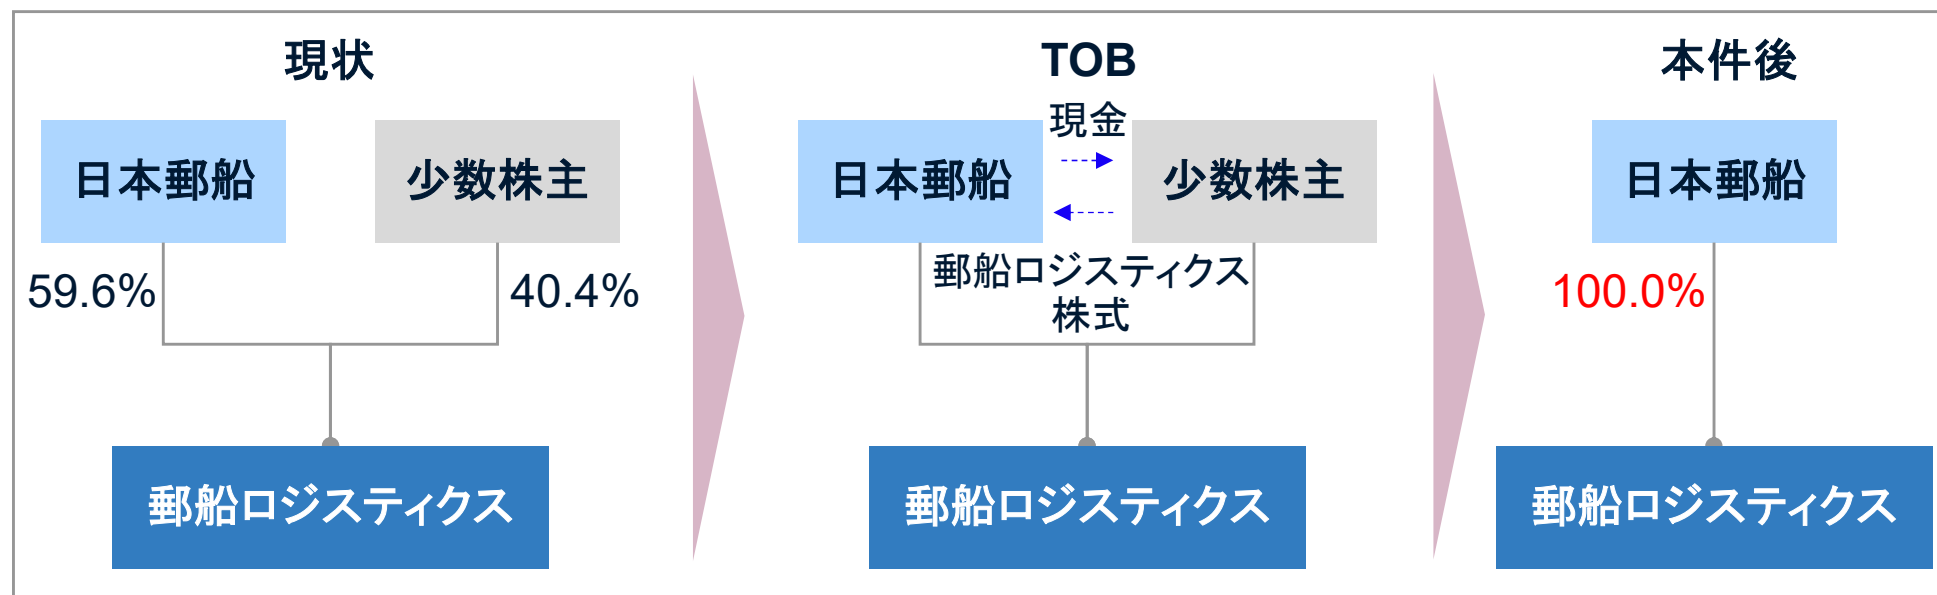 現状
日本郵船
少数株主
59.6%
40.4%
郵船ロジスティクス
TOB
現金
日本郵船
少数株主
郵船ロジスティクス
株式
郵船ロジスティクス
本件後
日本郵船
100.0%
郵船ロジスティクス